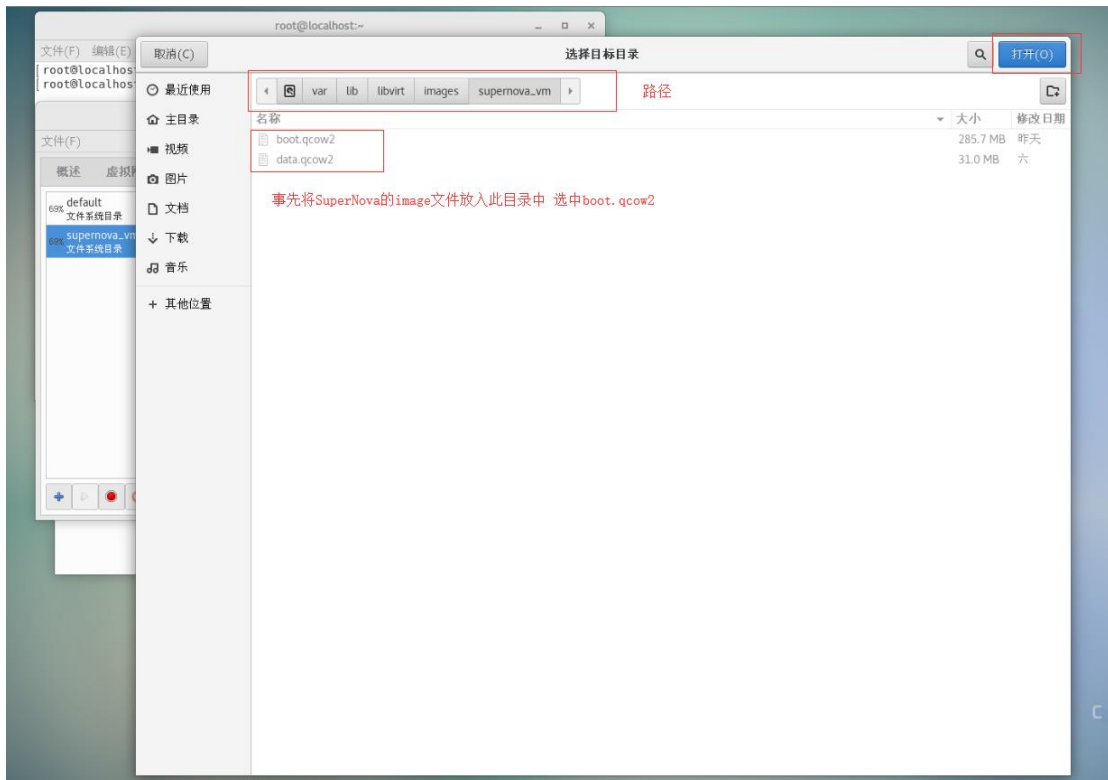 root@localhost:~
文件(F) 编辑(E)
取消(C)
选择目标目录
打开(O)
root@localhos
root@localhos
最近使用
var lib libvirt images supernova_vm
路径
主目录
名称 大小 修改日期
文件(F)
视频
boot.qcow2 285.7 MB 昨天
data.qcow2 31.0 MB 六
概述
图片
69% default
文件系统目录
文档
事先将SuperNova的image文件放入此目录中 选中boot.qcow2
69% supernova_vm
文件系统目录
下载
音乐
+ 其他位置
C